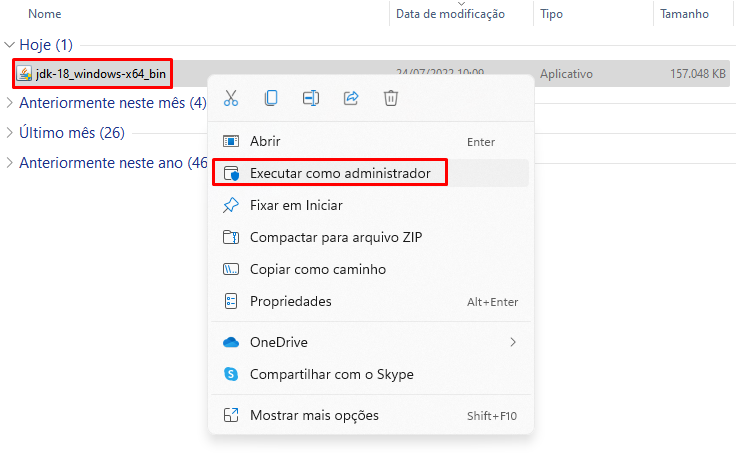 Nome Data de modificação Tipo Tamanho
Hoje (1)
jdk-18_windows-x64_bin 24/07/2022 10:09 Aplicativo 157.048 KB
Anteriormente neste mês (4)
Último mês (26)
Anteriormente neste ano (46
Abrir Enter
Executar como administrador
Fixar em Iniciar
Compactar para arquivo ZIP
Copiar como caminho
Propriedades Alt+Enter
OneDrive
Compartilhar com o Skype
Mostrar mais opções Shift+F10